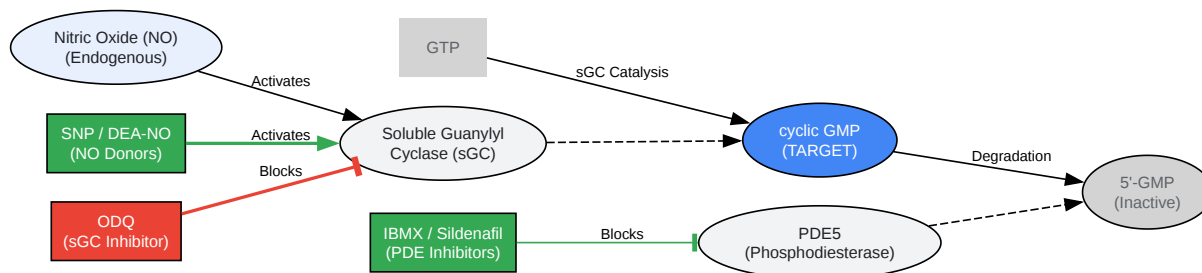 Nitric Oxide (NO)
(Endogenous)
GTP
sGC Catalysis
Activates
SNP / DEA-NO
(NO Donors)
Activates
Soluble Guanylyl
Cyclase (sGC)
cyclic GMP
(TARGET)
Degradation
Blocks
5'-GMP
(Inactive)
ODQ
(sGC Inhibitor)
IBMX / Sildenafil
(PDE Inhibitors)
Blocks
PDE5
(Phosphodiesterase)